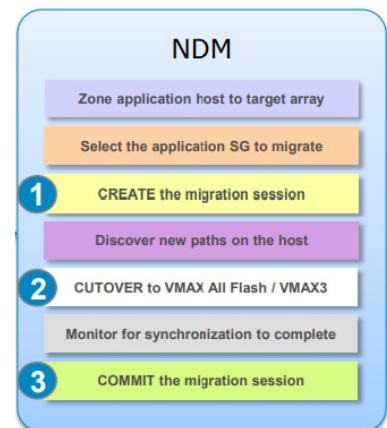 NDM
Zone application host to target array
Select the application SG to migrate
1 CREATE the migration session
Discover new paths on the host
2 CUTOVER to VMAX All Flash / VMAX3
Monitor for synchronization to complete
3 COMMIT the migration session